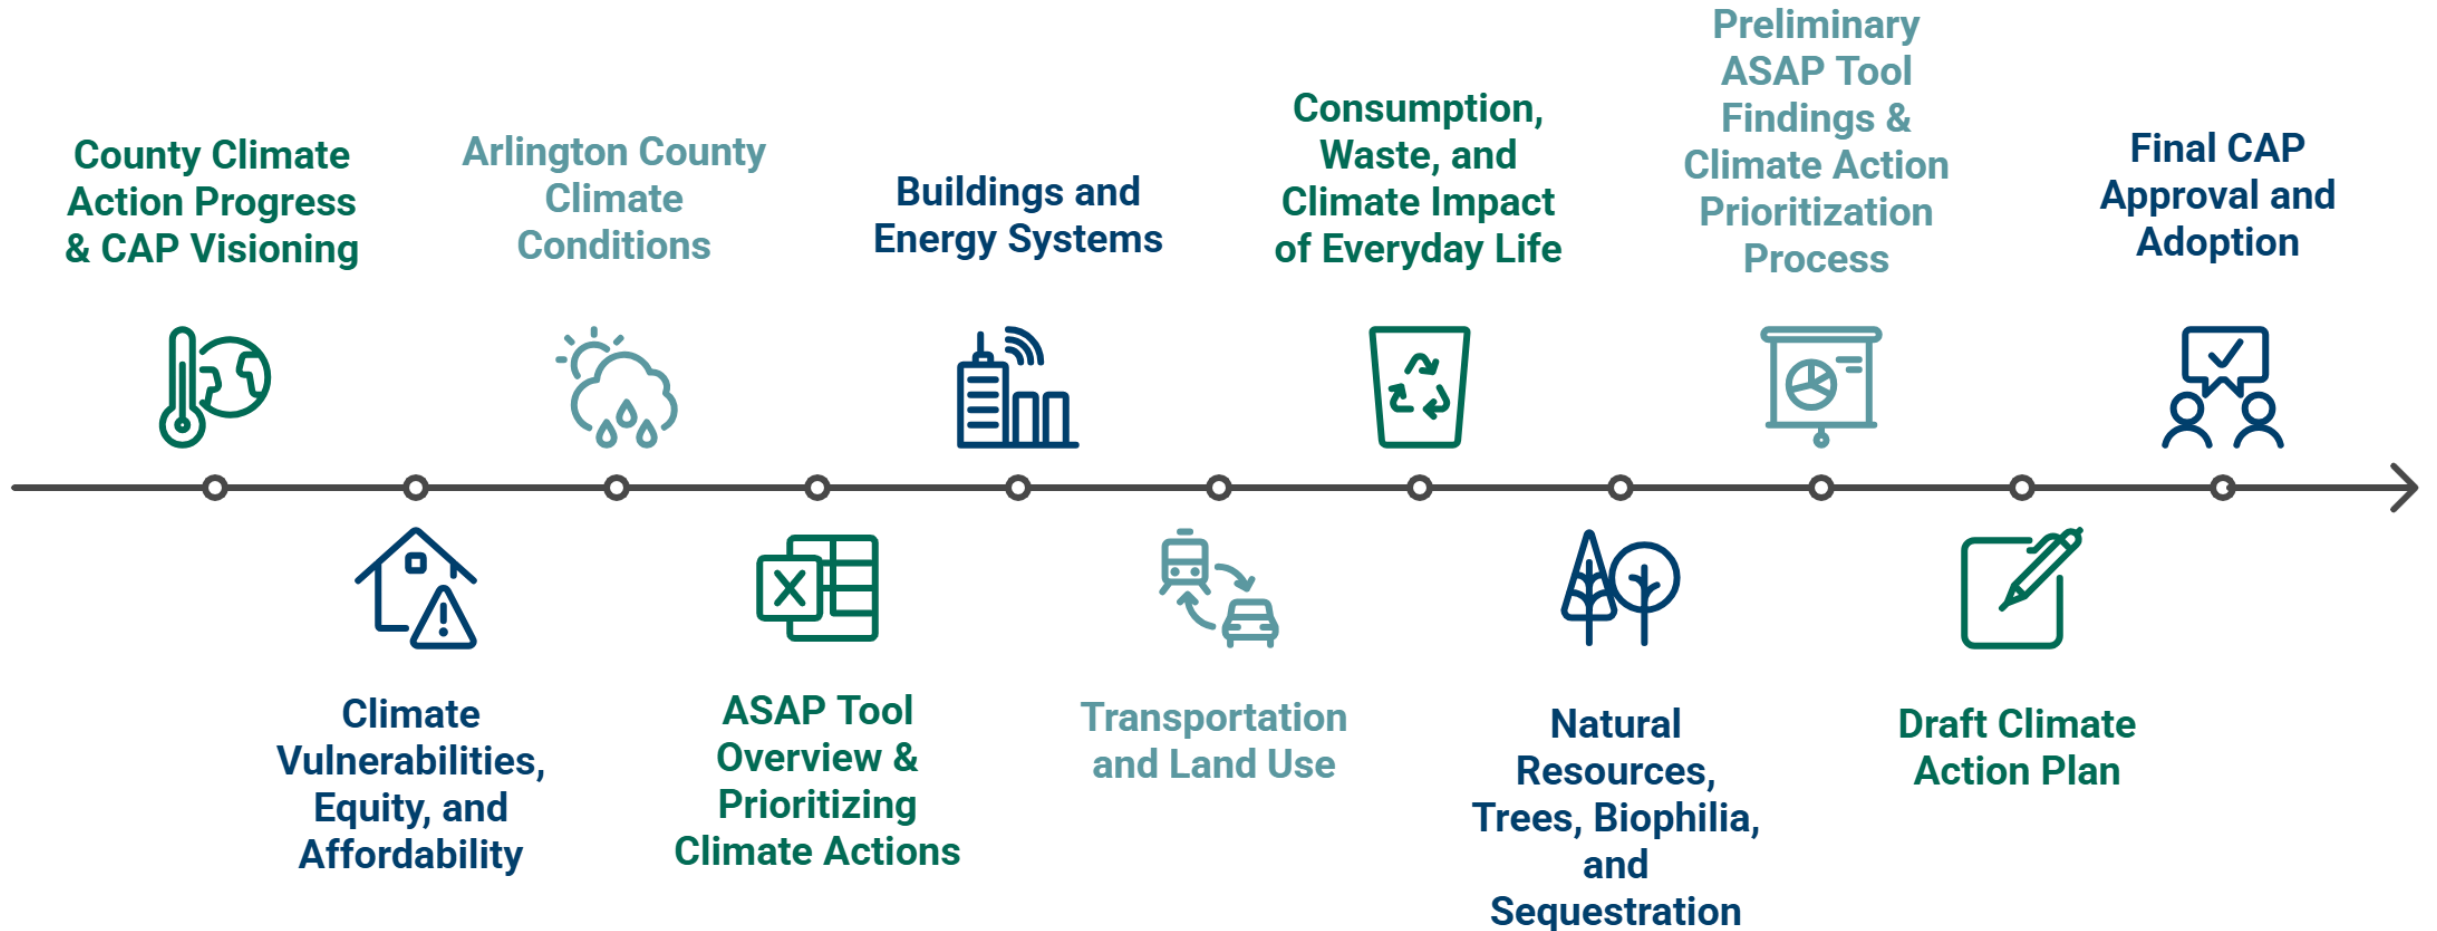 County Climate
Action Progress
& CAP Visioning
Climate
Vulnerabilities,
Equity, and
Affordability
Arlington County
Climate
Conditions
ASAP Tool
Overview &
Prioritizing
Climate Actions
Buildings and
Energy Systems
Transportation
and Land Use
Consumption,
Waste, and
Climate Impact
of Everyday Life
Natural
Resources,
Trees, Biophilia,
and
Sequestration
Preliminary
ASAP Tool
Findings &
Climate Action
Prioritization
Process
Draft Climate
Action Plan
Final CAP
Approval and
Adoption